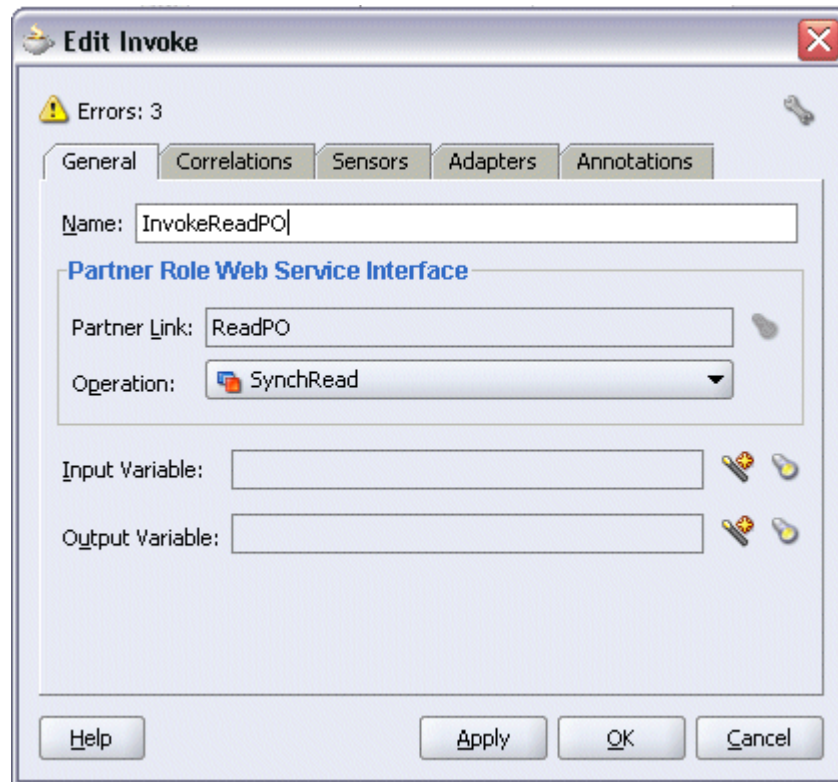 Edit Invoke
Errors: 3
General Correlations Sensors Adapters Annotations
Name: InvokeReadPO
Partner Role Web Service Interface
Partner Link: ReadPO
Operation: SynchRead
Input Variable:
Output Variable:
Help Apply OK Cancel